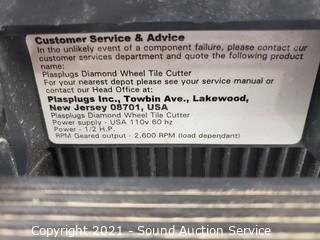 Customer Service & Advice
In the unlikely event of a component failure, please contact our
customer services department and quote the following product
name:
Plasplugs Diamond Wheel Tile Cutter
For your nearest depot please see your service manual or
contact our Head Office at:
Plasplugs Inc., Towbin Ave., Lakewood,
New Jersey 08701, USA
Plasplugs Diamond Wheel Tile Cutter
Power supply - USA 110v 60 hz
Power - 1/2 H.P.
RPM Geared output - 2,600 RPM (load dependant)
Copyright 2021 - Sound Auction Service